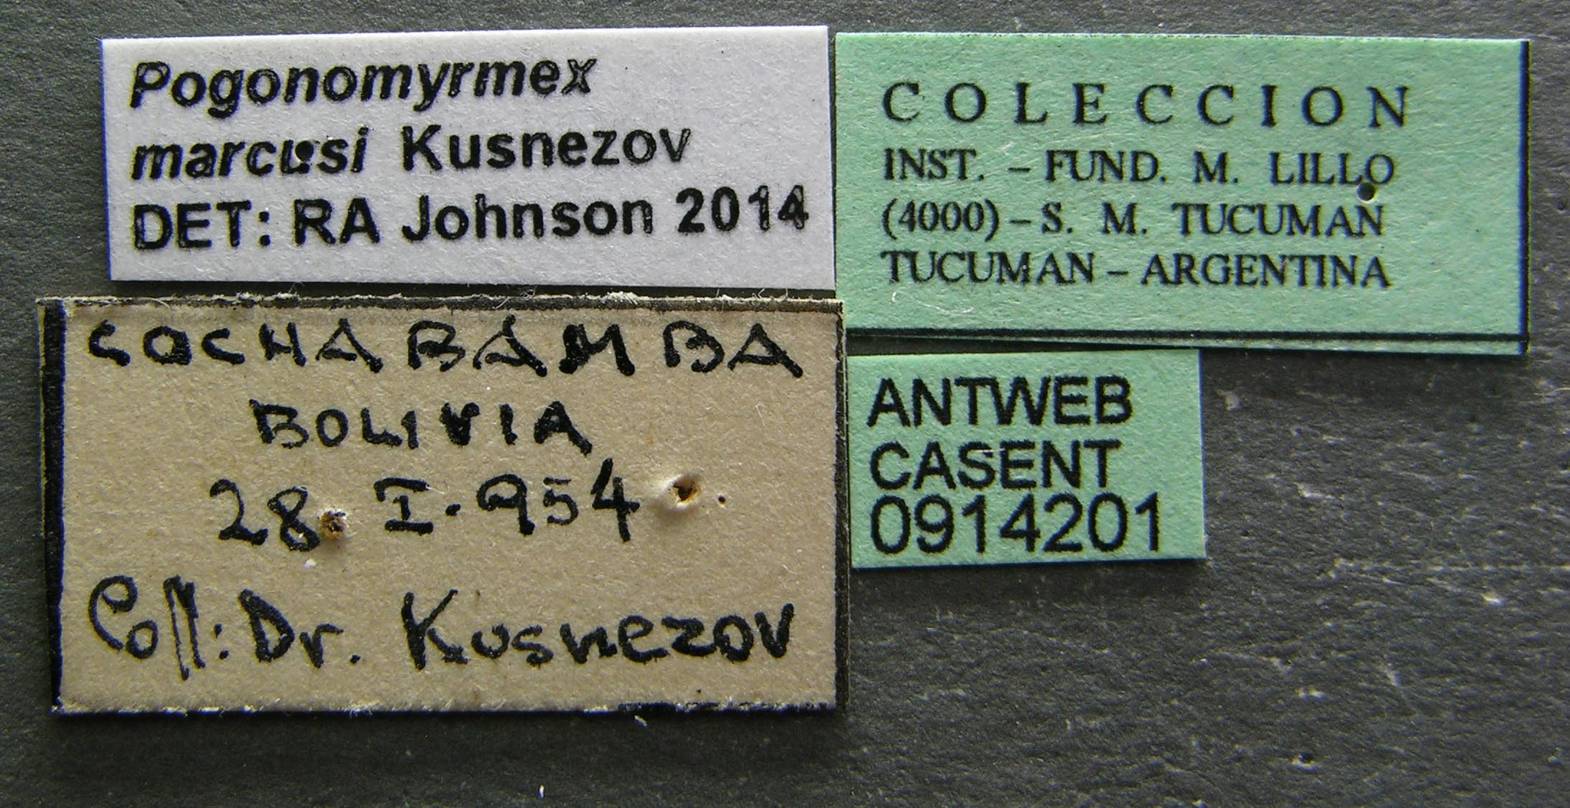 Pogonomyrmex
marcusi Kusnezov
DET: RA Johnson 2014
COLECCION
INST. – FUND. M. LILLO
(4000) – S. M. TUCUMAN
TUCUMAN – ARGENTINA
COCHABAMBA
BOLIVIA
28. I. 954
Coll: Dr. Kusnezov
ANTWEB
CASENT
0914201